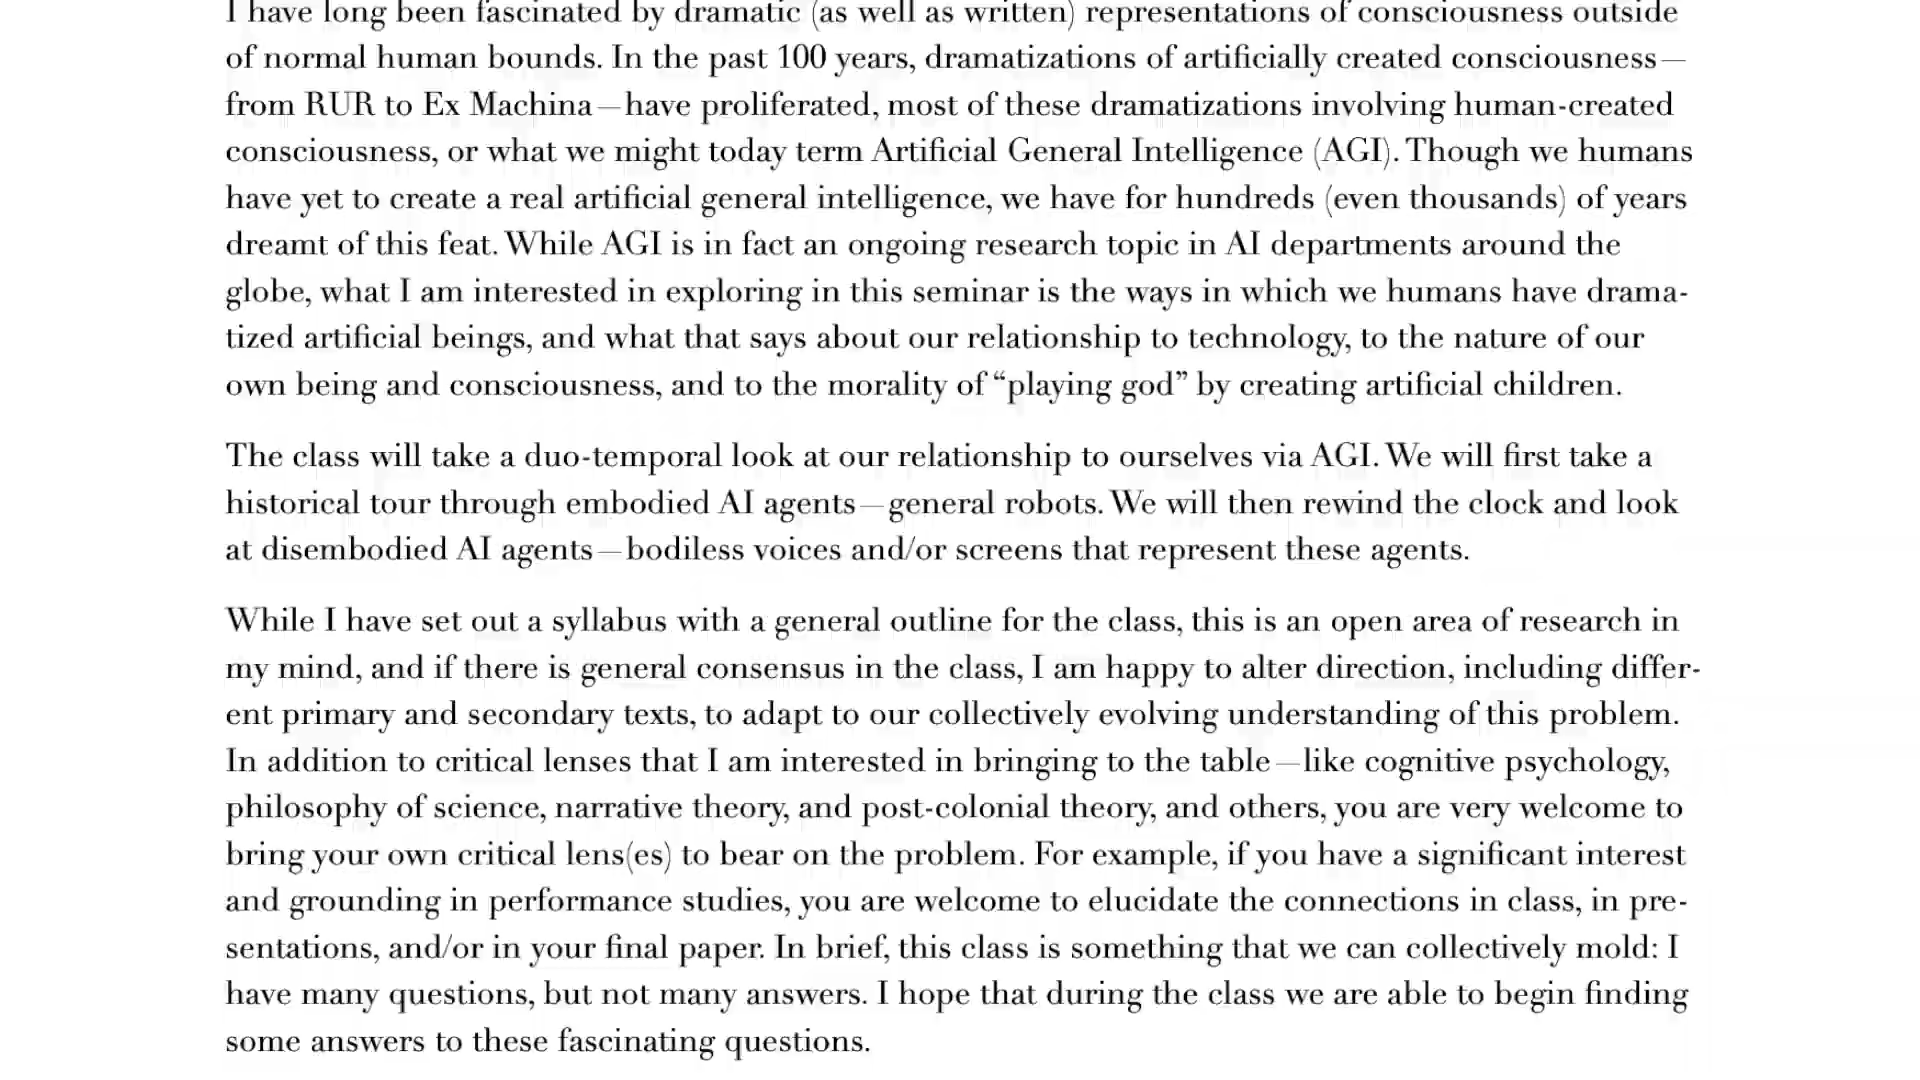 I have long been fascinated by dramatic (as well as written) representations of consciousness outside
of normal human bounds. In the past 100 years, dramatizations of artificially created consciousness—
from RUR to Ex Machina—have proliferated, most of these dramatizations involving human-created
consciousness, or what we might today term Artificial General Intelligence (AGI). Though we humans
have yet to create a real artificial general intelligence, we have for hundreds (even thousands) of years
dreamt of this feat. While AGI is in fact an ongoing research topic in AI departments around the
globe, what I am interested in exploring in this seminar is the ways in which we humans have drama-
tized artificial beings, and what that says about our relationship to technology, to the nature of our
own being and consciousness, and to the morality of “playing god” by creating artificial children.
The class will take a duo-temporal look at our relationship to ourselves via AGI. We will first take a
historical tour through embodied AI agents—general robots. We will then rewind the clock and look
at disembodied AI agents—bodiless voices and/or screens that represent these agents.
While I have set out a syllabus with a general outline for the class, this is an open area of research in
my mind, and if there is general consensus in the class, I am happy to alter direction, including differ-
ent primary and secondary texts, to adapt to our collectively evolving understanding of this problem.
In addition to critical lenses that I am interested in bringing to the table—like cognitive psychology,
philosophy of science, narrative theory, and post-colonial theory, and others, you are very welcome to
bring your own critical lens(es) to bear on the problem. For example, if you have a significant interest
and grounding in performance studies, you are welcome to elucidate the connections in class, in pre-
sentations, and/or in your final paper. In brief, this class is something that we can collectively mold: I
have many questions, but not many answers. I hope that during the class we are able to begin finding
some answers to these fascinating questions.